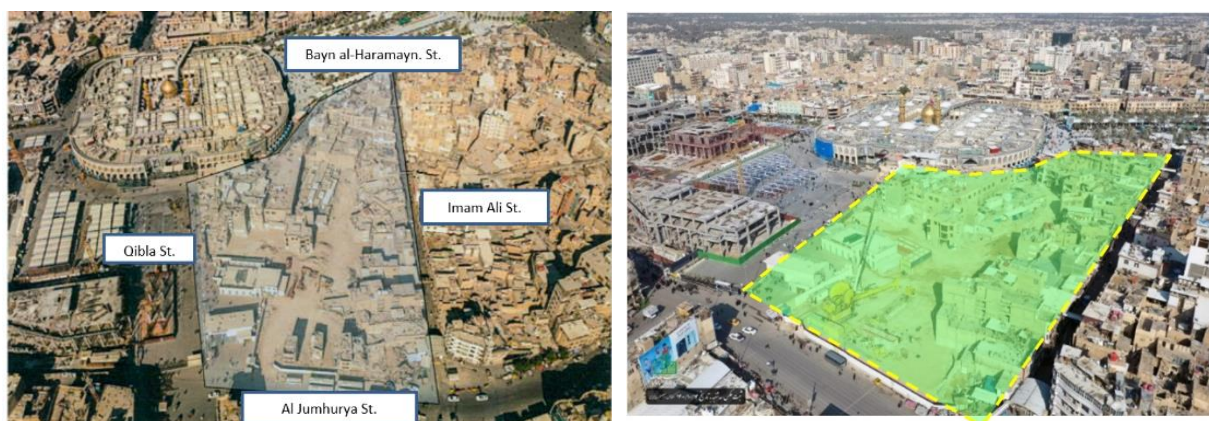 Bayn al-Haramayn. St.
Imam Ali St.
Qibla St.
Al Jumhurya St.